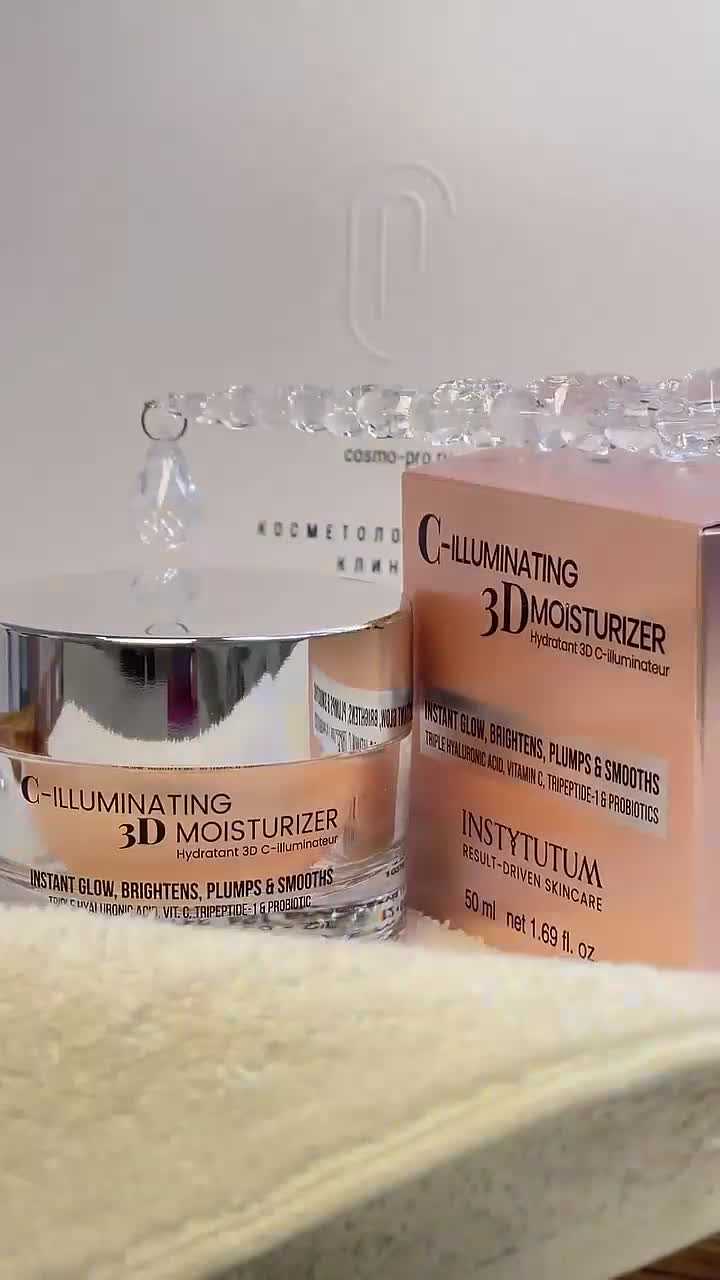 cosmo-pro.r
КОСМЕТОЛО
КЛИН
C-ILLUMINATING
3D MOISTURIZER
Hydratant 3D C-illuminateur
INSTANT GLOW, BRIGHTENS, PLUMPS & SMOOTHS
TRIPLE HYALURONIC ACID, VITAMIN C, TRIPEPTIDE-1 & PROBIOTICS
INSTYTUTUM
RESULT-DRIVEN SKINCARE
50 ml net 1.69 fl. oz.
C-ILLUMINATING
3D MOISTURIZER
Hydratant 3D C-illuminateur
INSTANT GLOW, BRIGHTENS, PLUMPS & SMOOTHS
TRIPLE HYALURONIC ACID, VIT. C, TRIPEPTIDE-1 & PROBIOTIC